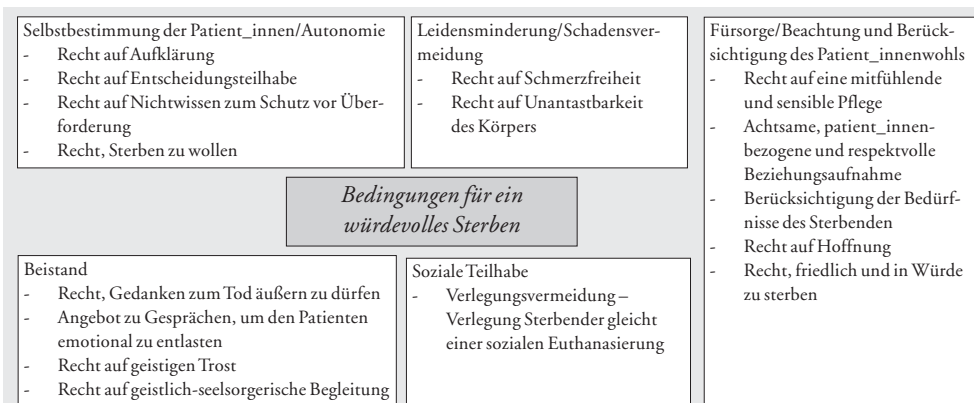 Selbstbestimmung der Patient_innen/Autonomie
- Recht auf Aufklärung
- Recht auf Entscheidungsteilhabe
- Recht auf Nichtwissen zum Schutz vor Über-
forderung
- Recht, Sterben zu wollen
Leidensminderung/Schadensver-
meidung
- Recht auf Schmerzfreiheit
- Recht auf Unantastbarkeit
des Körpers
Fürsorge/Beachtung und Berück-
sichtigung des Patient_innenwohls
- Recht auf eine mitfühlende
und sensible Pflege
- Achtsame, patient_innen-
bezogene und respektvolle
Beziehungsaufnahme
- Berücksichtigung der Bedürf-
nisse des Sterbenden
- Recht auf Hoffnung
- Recht, friedlich und in Würde
zu sterben
Bedingungen für ein
würdevolles Sterben
Beistand
- Recht, Gedanken zum Tod äußern zu dürfen
- Angebot zu Gesprächen, um den Patienten
emotional zu entlasten
- Recht auf geistigen Trost
- Recht auf geistlich-seelsorgerische Begleitung
Soziale Teilhabe
- Verlegungsvermeidung –
Verlegung Sterbender gleicht
einer sozialen Euthanasierung